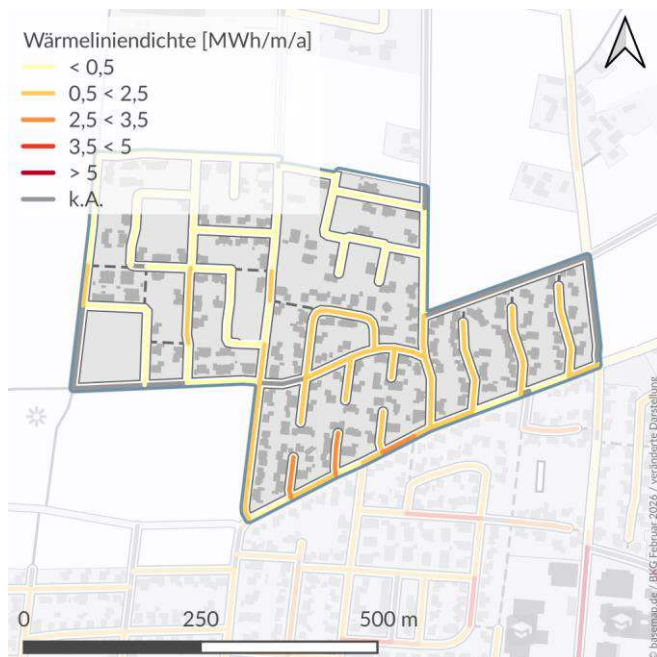 Wärmeliniendichte [MWh/m/a]
< 0,5
0,5 < 2,5
2,5 < 3,5
3,5 < 5
> 5
k.A.
© basemap.de / BKG Februar 2026 / veränderte Darstellung
0 250 500 m